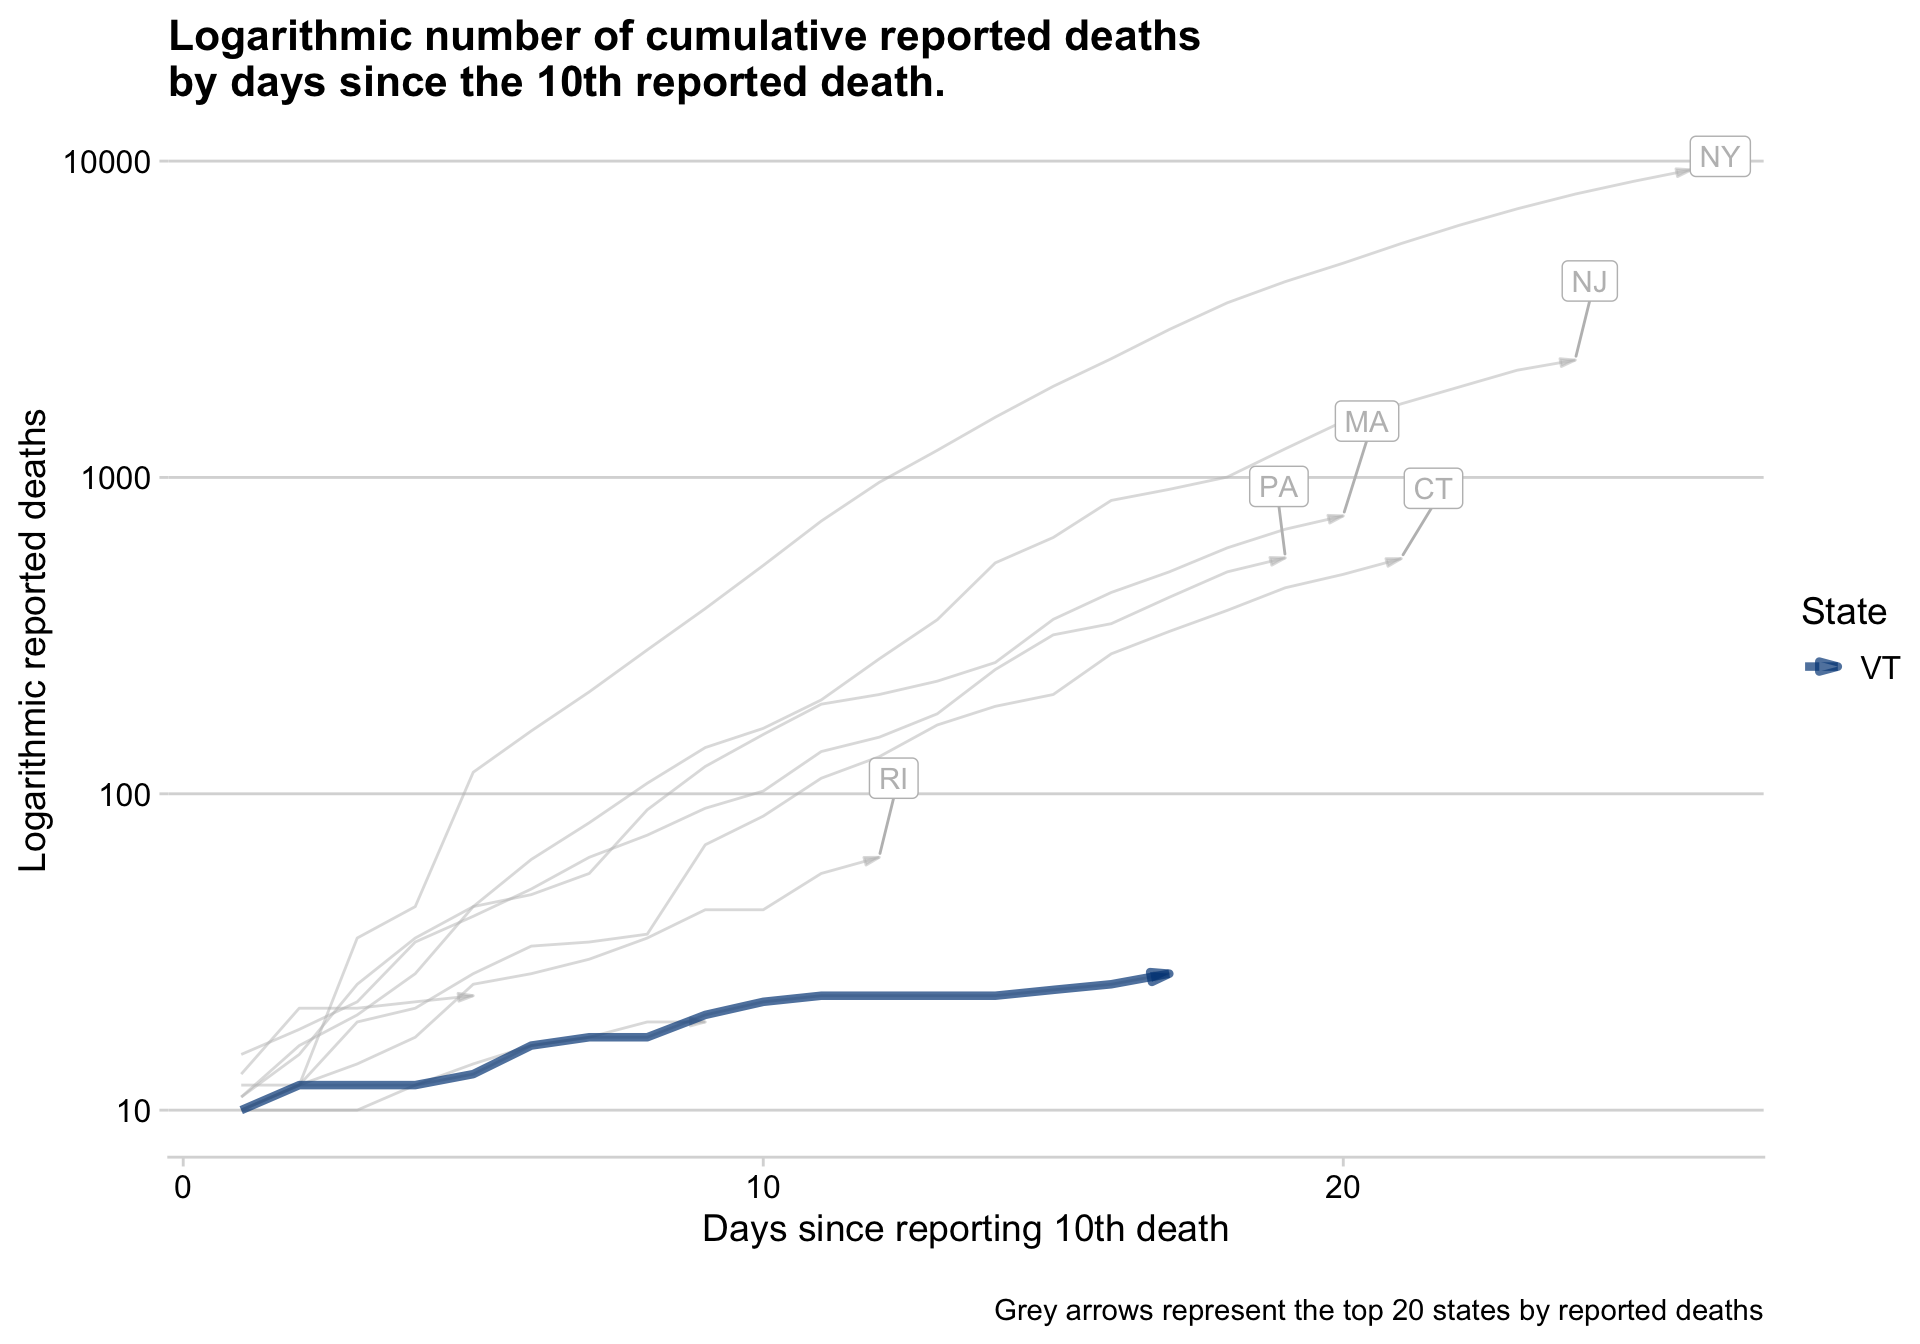 Logarithmic number of cumulative reported deaths
by days since the 10th reported death.
10000
1000
100
10
Logarithmic reported deaths
NY
NJ
MA
PA
CT
RI
State
VT
0
10
20
Days since reporting 10th death
Grey arrows represent the top 20 states by reported deaths